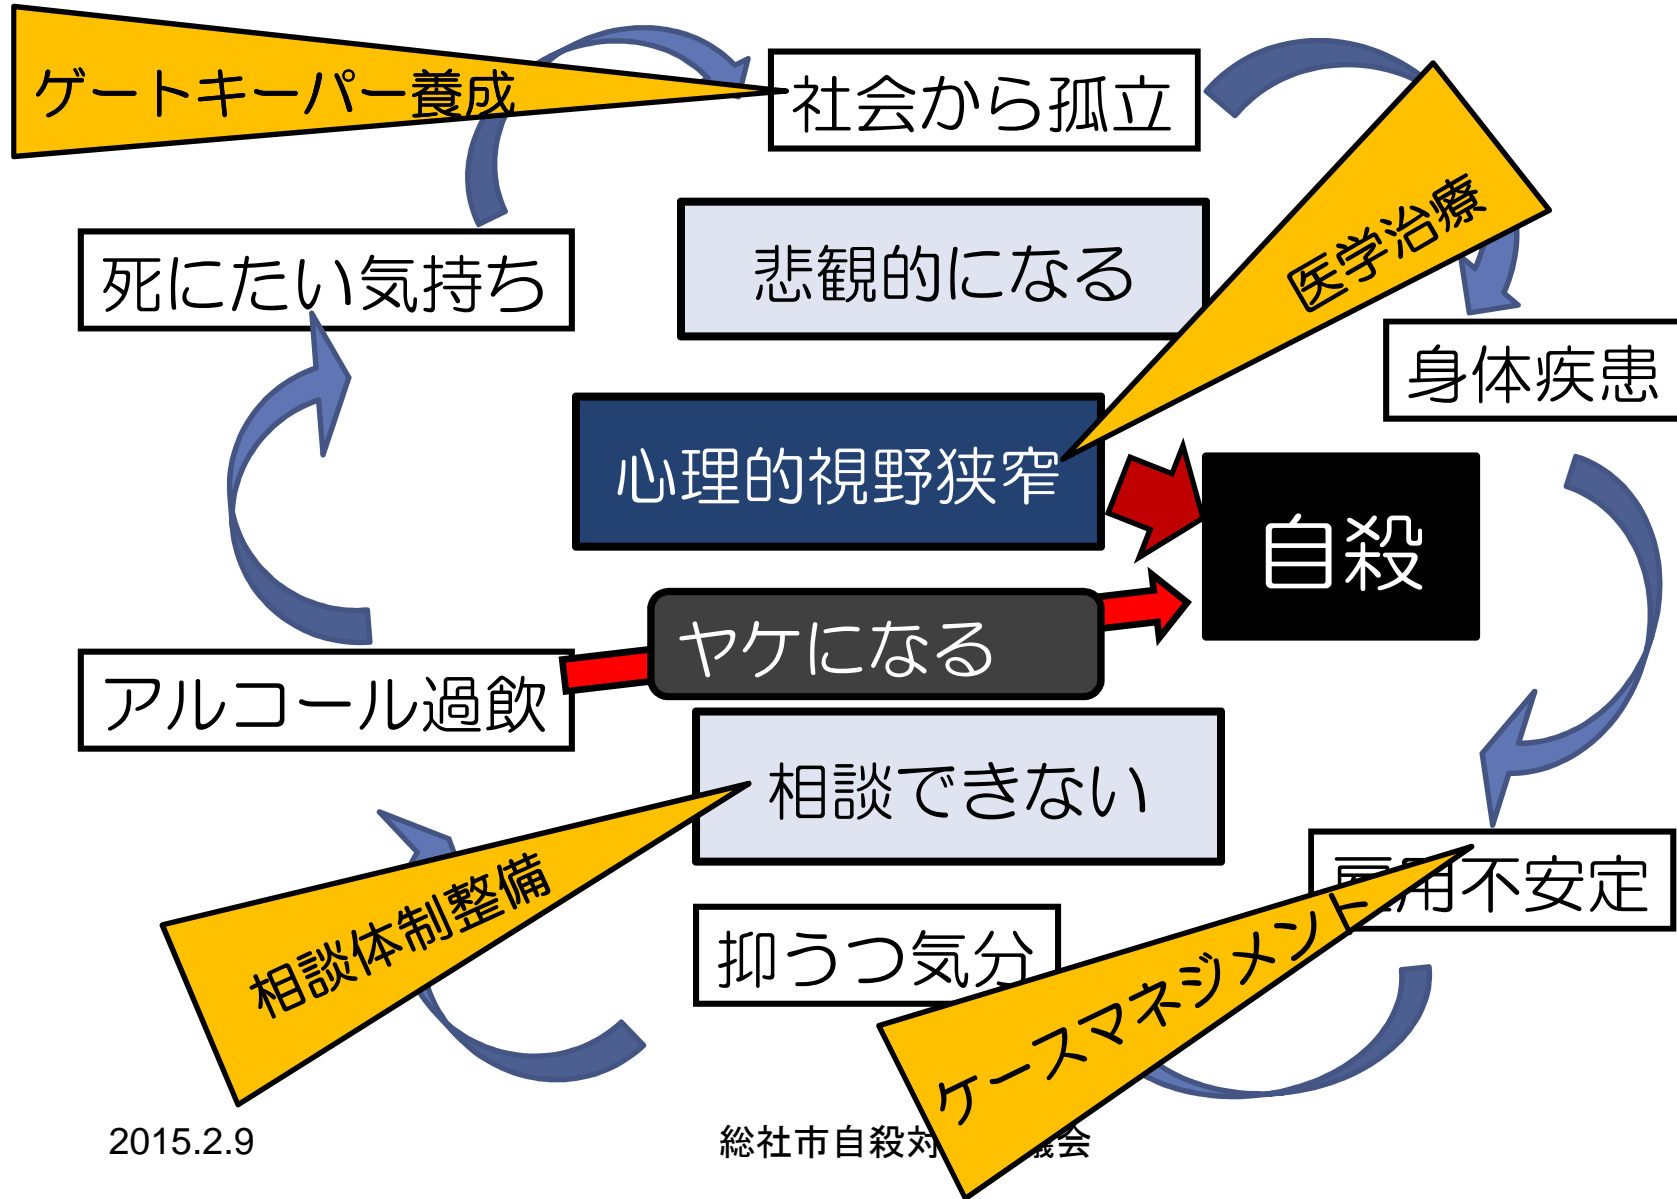 ゲートキーパー養成
社会から孤立
医学治療
死にたい気持ち
悲観的になる
身体疾患
心理的視野狭窄
自殺
ヤケになる
アルコール過飲
相談できない
雇用不安定
相談体制整備
抑うつ気分
ケースマネジメント
2015.2.9
総社市自殺対 議会